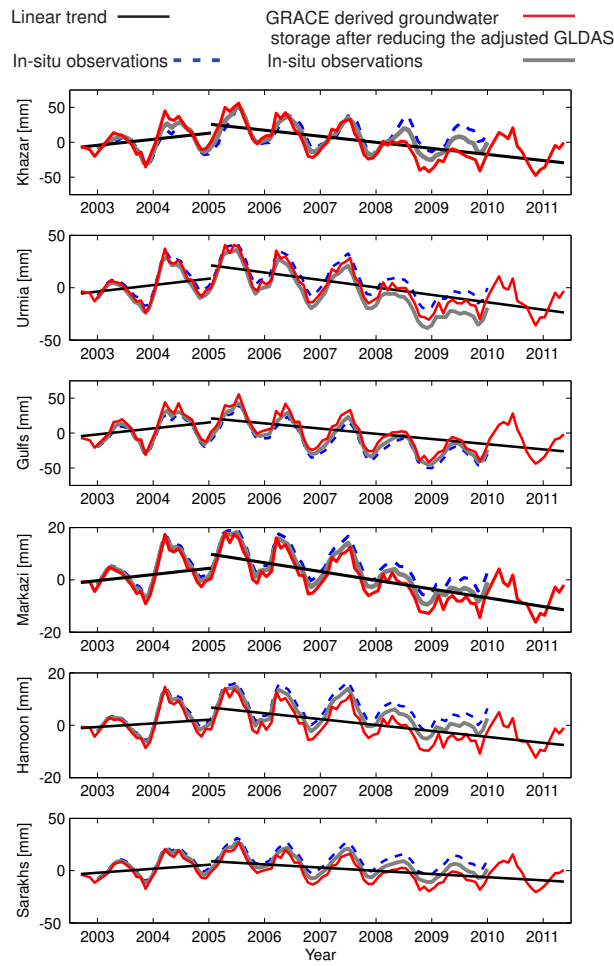 Linear trend
GRACE derived groundwater
storage after reducing the adjusted GLDAS
In-situ observations
In-situ observations
Khazar [mm]
50
0
-50
2003 2004 2005 2006 2007 2008 2009 2010 2011
Urmia [mm]
50
0
-50
2003 2004 2005 2006 2007 2008 2009 2010 2011
Gulfs [mm]
50
0
-50
2003 2004 2005 2006 2007 2008 2009 2010 2011
Markazi [mm]
20
0
-20
2003 2004 2005 2006 2007 2008 2009 2010 2011
Hamoon [mm]
20
0
-20
2003 2004 2005 2006 2007 2008 2009 2010 2011
Sarakhs [mm]
50
0
-50
2003 2004 2005 2006 2007 2008 2009 2010 2011
Year